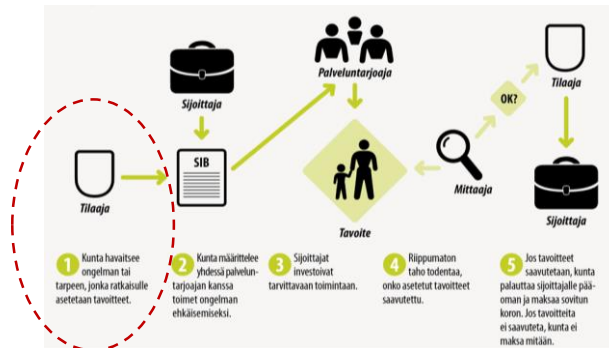 Sijoittaja
SIB
Tilaaja
Palveluntarjoaja
Tavoite
OK?
Mittaaja
Tilaaja
Sijoittaja
1 Kunta havaitsee
ongelman tai
tarpeen, jonka ratkaisulle
asetetaan tavoitteet.
2 Kunta määrittelee
yhdessä palvelun-
tarjoajan kanssa
toimet ongelman
ehkäisemiseksi.
3 Sijoittajat
investoivat
tarvittavaan toimintaan.
4 Riippumaton
taho todentaa,
onko asetetut tavoitteet
saavutettu.
5 Jos tavoitteet
saavutetaan, kunta
palauttaa sijoittajalle pää-
oman ja maksaa sovitun
koron. Jos tavoitteita
ei saavuteta, kunta ei
maksa mitään.